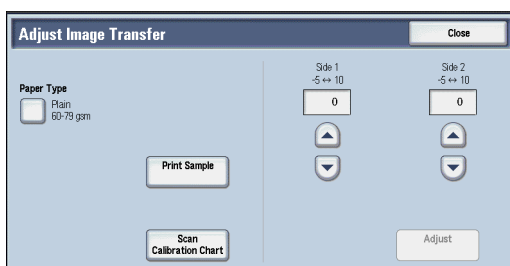 Adjust Image Transfer
Close
Side 1
-5 ↔ 10
Side 2
-5 ↔ 10
Paper Type
Plain
60-79 gsm
0
0
Print Sample
Scan
Calibration Chart
Adjust